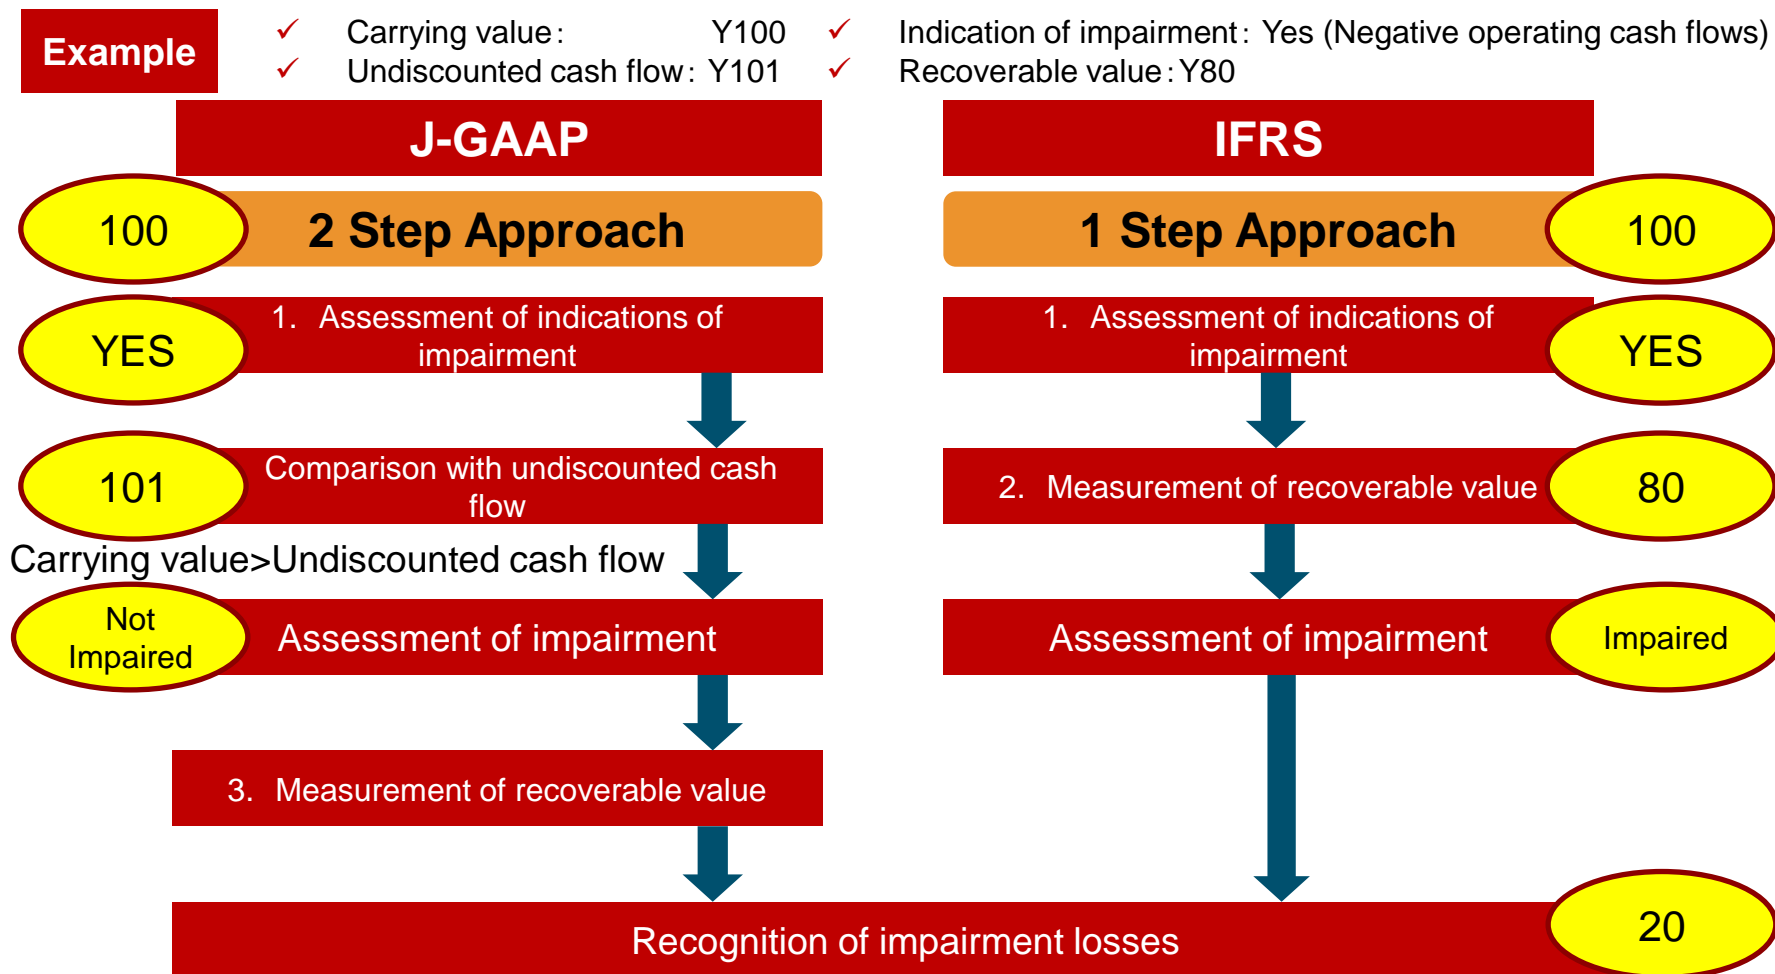 Example
✓ Carrying value： Y100
✓ Undiscounted cash flow：Y101
✓ Indication of impairment：Yes (Negative operating cash flows)
✓ Recoverable value：Y80
J-GAAP
100
2 Step Approach
YES
1. Assessment of indications of
impairment
101
Comparison with undiscounted cash
flow
Carrying value>Undiscounted cash flow
Not
Impaired
Assessment of impairment
3. Measurement of recoverable value
IFRS
1 Step Approach
100
1. Assessment of indications of
impairment
YES
2. Measurement of recoverable value
80
Assessment of impairment
Impaired
Recognition of impairment losses
20